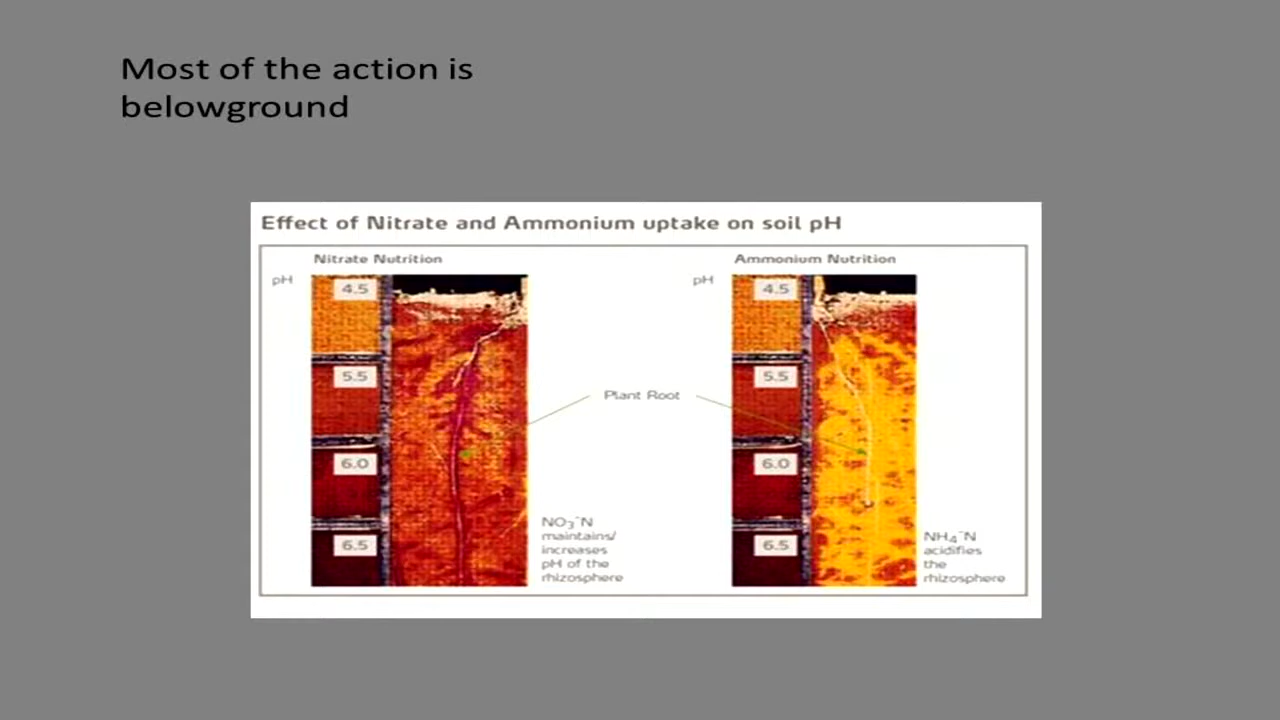 Most of the action is
belowground
Effect of Nitrate and Ammonium uptake on soil pH
Nitrate Nutrition
pH
4.5
5.5
6.0
6.5
NO3-N
maintains/
increases
pH of the
rhizosphere
Plant Root
Ammonium Nutrition
pH
4.5
5.5
6.0
6.5
NH4-N
acidifies
the
rhizosphere